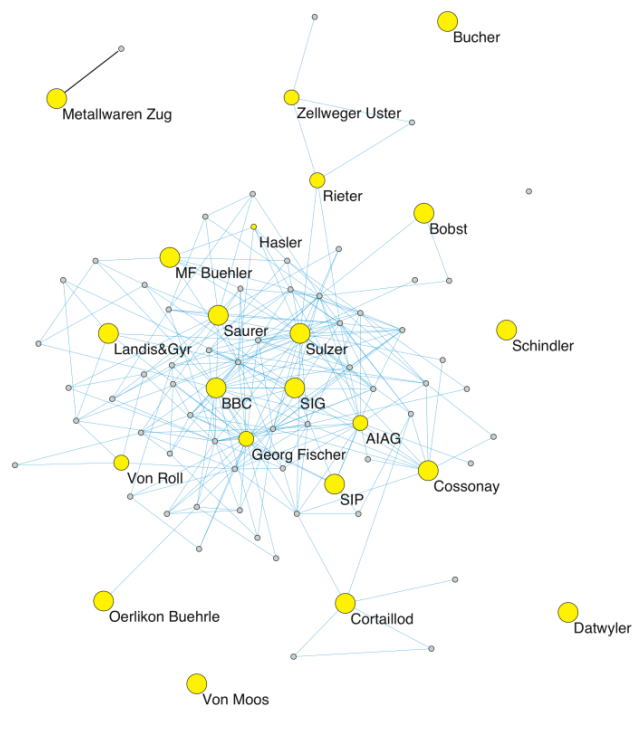 Bucher
Metallwaren Zug
Zellweger Uster
Rieter
Bobst
Hasler
MF Buehler
Saurer
Sulzer
Landis&Gyr
Schindler
BBC
SIG
AIAG
Georg Fischer
Von Roll
Cossonay
SIP
Oerlikon Buehrle
Cortaillod
Datwyler
Von Moos